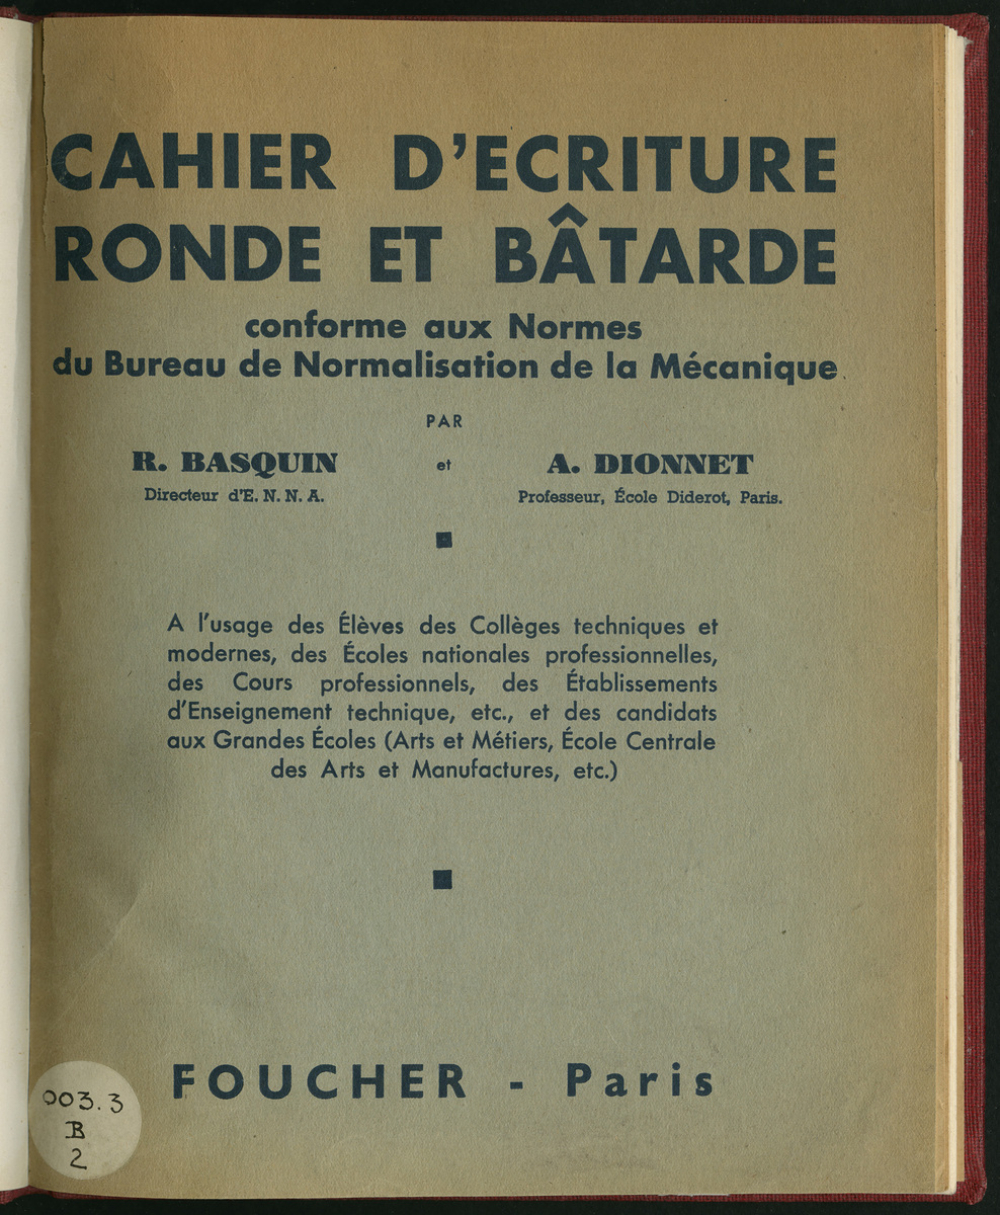 CAHIER D'ECRITURE
RONDE ET BÂTARDE
conforme aux Normes
du Bureau de Normalisation de la Mécanique.
PAR
R. BASQUIN et A. DIONNET
Directeur d'E. N. N. A. Professeur, École Diderot, Paris.
A l'usage des Élèves des Collèges techniques et
modernes, des Écoles nationales professionnelles,
des Cours professionnels, des Établissements
d'Enseignement technique, etc., et des candidats
aux Grandes Écoles (Arts et Métiers, École Centrale
des Arts et Manufactures, etc.)
FOUCHER - Paris
003.3
B
2